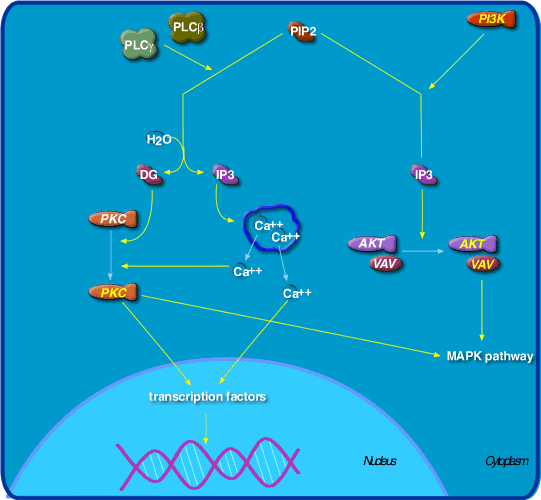 PLCβ
PI3K
PLCγ
PIP2
H2O
DG
IP3
IP3
PKC
Ca++
Ca++
AKT
AKT
VAV
VAV
Ca++
PKC
Ca++
MAPK pathway
transcription factors
Nucleus
Cytoplasm